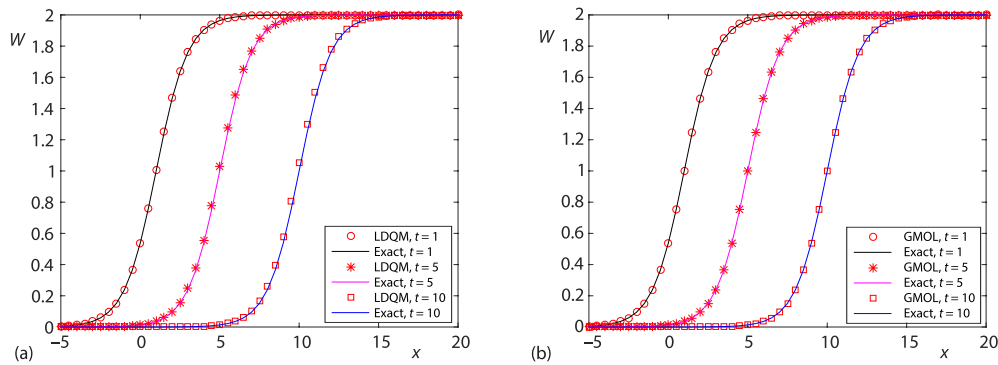 2
W
1.8
1.6
1.4
1.2
1
0.8
0.6
0.4
0.2
0
LDQM, t = 1
Exact, t = 1
LDQM, t = 5
Exact, t = 5
LDQM, t = 10
Exact, t = 10
−5 0 5 10 15 20
(a) x
2
W
1.8
1.6
1.4
1.2
1
0.8
0.6
0.4
0.2
0
GMOL, t = 1
Exact, t = 1
GMOL, t = 5
Exact, t = 5
GMOL, t = 10
Exact, t = 10
−5 0 5 10 15 20
(b) x